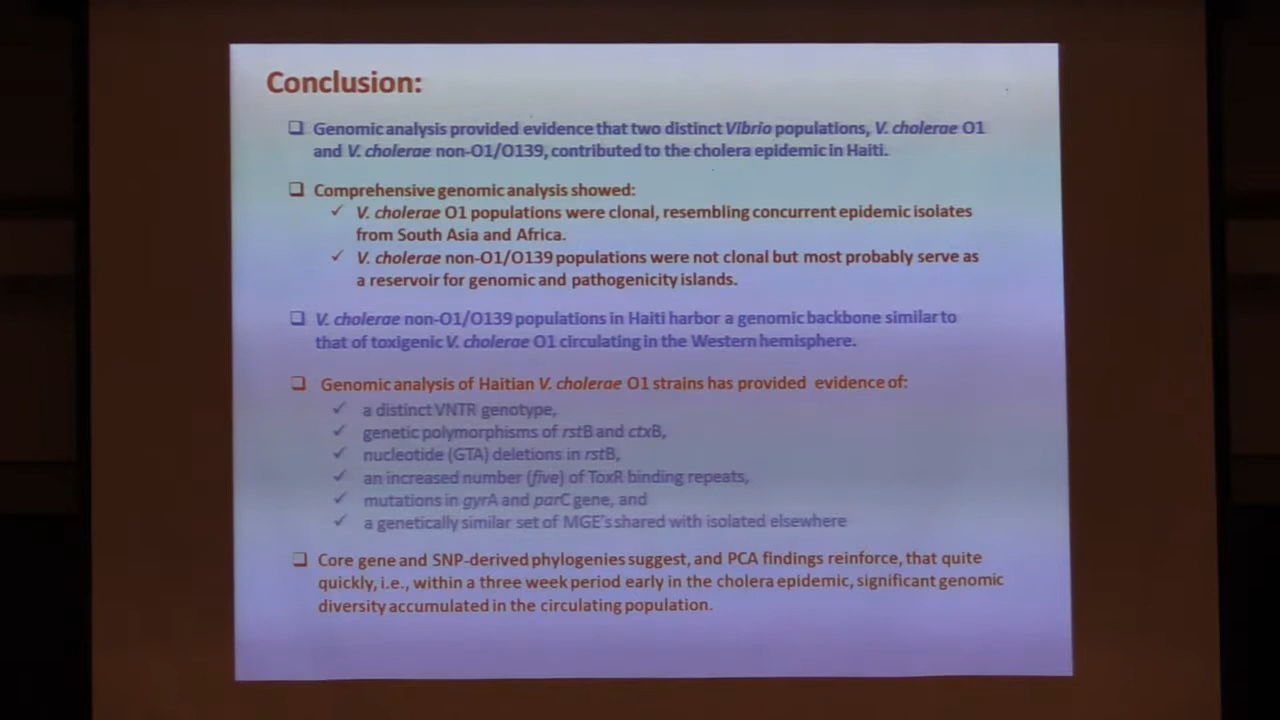 Conclusion:
❑ Genomic analysis provided evidence that two distinct Vibrio populations, V. cholerae O1
and V. cholerae non-O1/O139, contributed to the cholera epidemic in Haiti.
❑ Comprehensive genomic analysis showed:
✓ V. cholerae O1 populations were clonal, resembling concurrent epidemic isolates
from South Asia and Africa.
✓ V. cholerae non-O1/O139 populations were not clonal but most probably serve as
a reservoir for genomic and pathogenicity islands.
❑ V. cholerae non-O1/O139 populations in Haiti harbor a genomic backbone similar to
that of toxigenic V. cholerae O1 circulating in the Western hemisphere.
❑ Genomic analysis of Haitian V. cholerae O1 strains has provided evidence of:
✓ a distinct VNTR genotype,
✓ genetic polymorphisms of rstB and ctxB,
✓ nucleotide (GTA) deletions in rstB,
✓ an increased number (five) of ToxR binding repeats,
✓ mutations in gyrA and parC gene, and
✓ a genetically similar set of MGE's shared with isolated elsewhere
❑ Core gene and SNP-derived phylogenies suggest, and PCA findings reinforce, that quite
quickly, i.e., within a three week period early in the cholera epidemic, significant genomic
diversity accumulated in the circulating population.